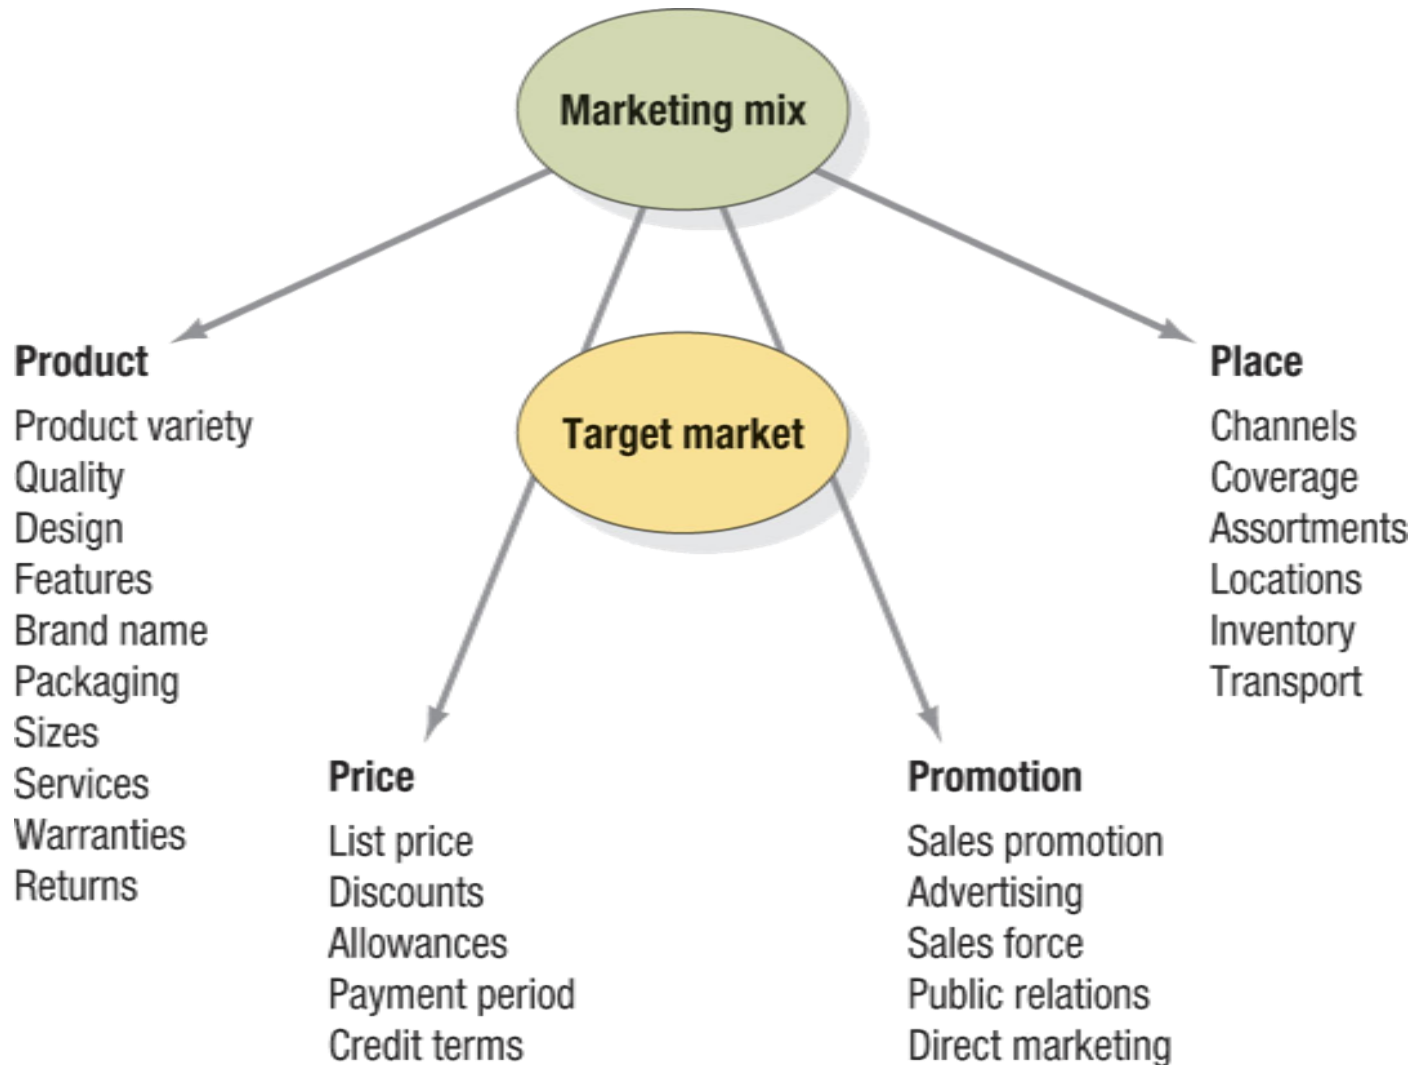 Marketing mix
Target market
Product
Product variety
Quality
Design
Features
Brand name
Packaging
Sizes
Services
Warranties
Returns
Price
List price
Discounts
Allowances
Payment period
Credit terms
Promotion
Sales promotion
Advertising
Sales force
Public relations
Direct marketing
Place
Channels
Coverage
Assortments
Locations
Inventory
Transport